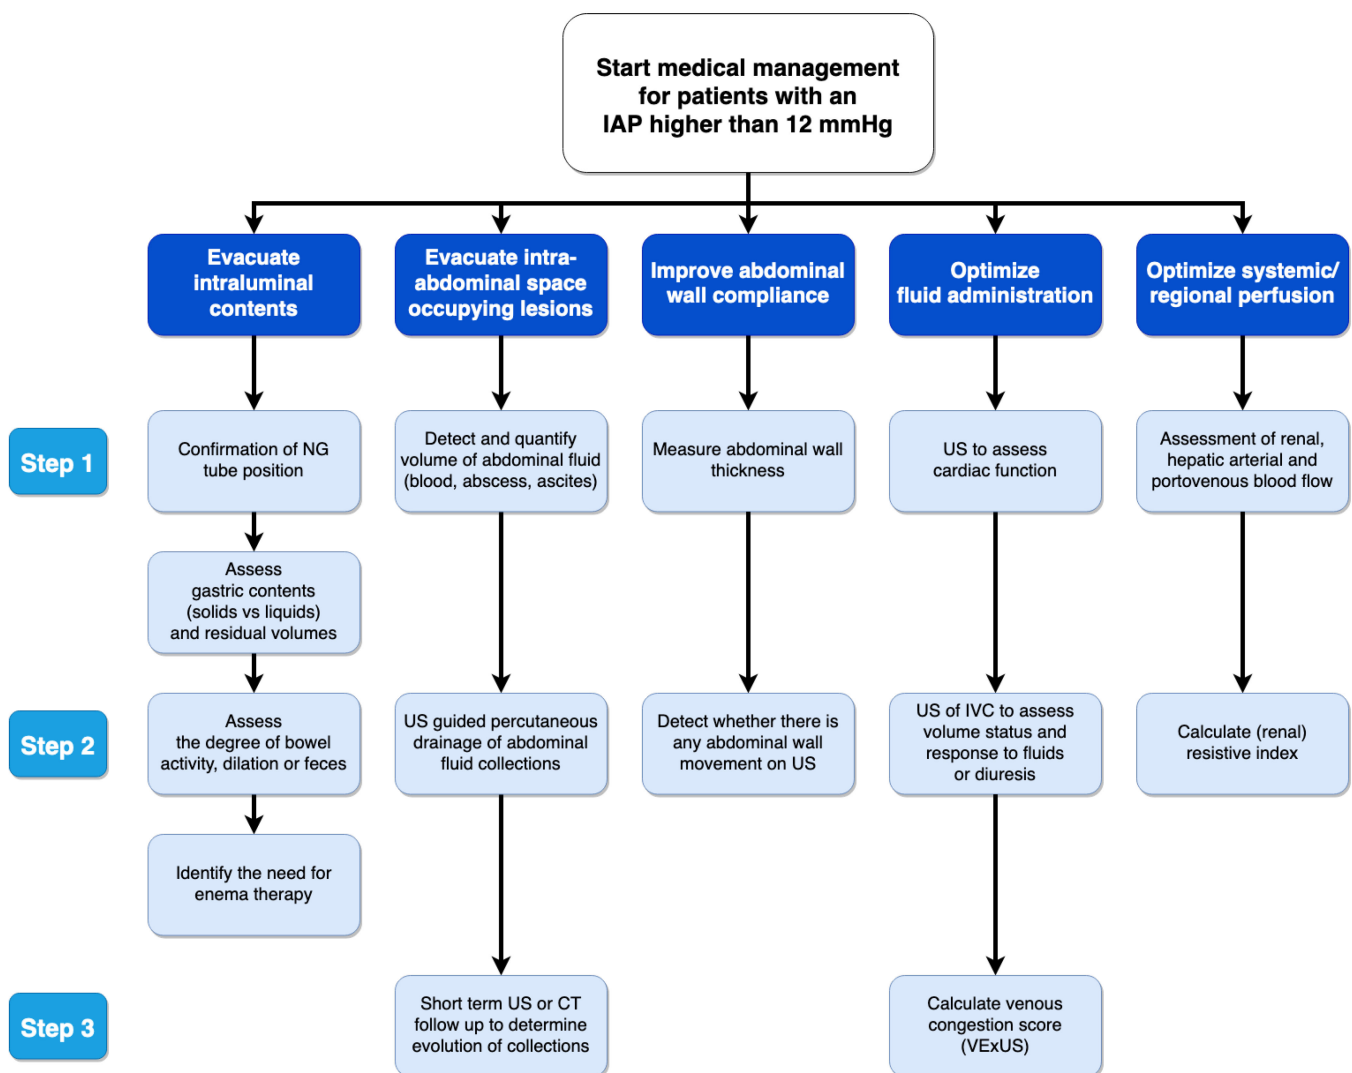 Start medical management
for patients with an
IAP higher than 12 mmHg
Evacuate
intraluminal
contents
Evacuate intra-
abdominal space
occupying lesions
Improve abdominal
wall compliance
Optimize
fluid administration
Optimize systemic/
regional perfusion
Step 1
Confirmation of NG
tube position
Detect and quantify
volume of abdominal fluid
(blood, abscess, ascites)
Measure abdominal wall
thickness
US to assess
cardiac function
Assessment of renal,
hepatic arterial and
portovenous blood flow
Assess
gastric contents
(solids vs liquids)
and residual volumes
Step 2
Assess
the degree of bowel
activity, dilation or feces
US guided percutaneous
drainage of abdominal
fluid collections
Detect whether there is
any abdominal wall
movement on US
US of IVC to assess
volume status and
response to fluids
or diuresis
Calculate (renal)
resistive index
Identify the need for
enema therapy
Step 3
Short term US or CT
follow up to determine
evolution of collections
Calculate venous
congestion score
(VExUS)